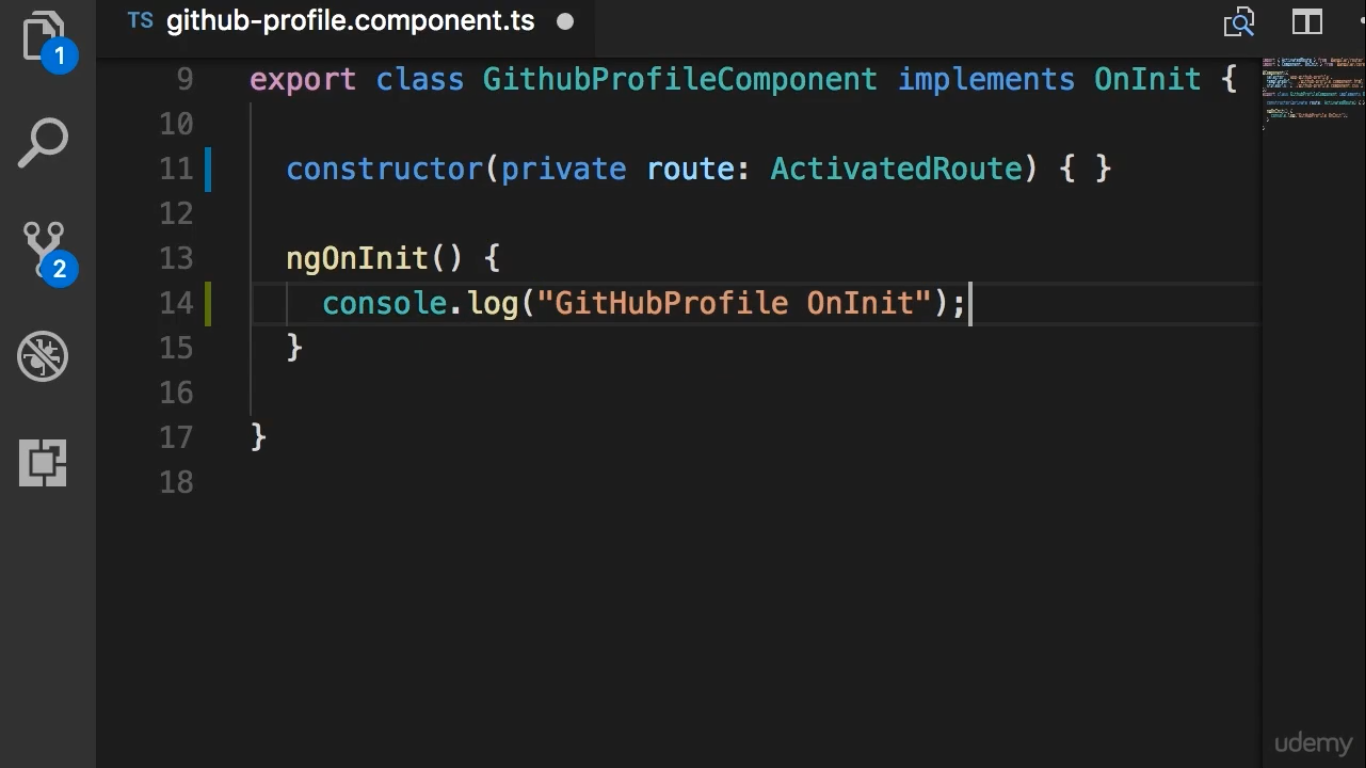 TS github-profile.component.ts
1
9 export class GithubProfileComponent implements OnInit {
10
11 constructor(private route: ActivatedRoute) { }
12
13 ngOnInit() {
2
14 console.log("GitHubProfile OnInit");
15 }
16
17 }
18
udemy